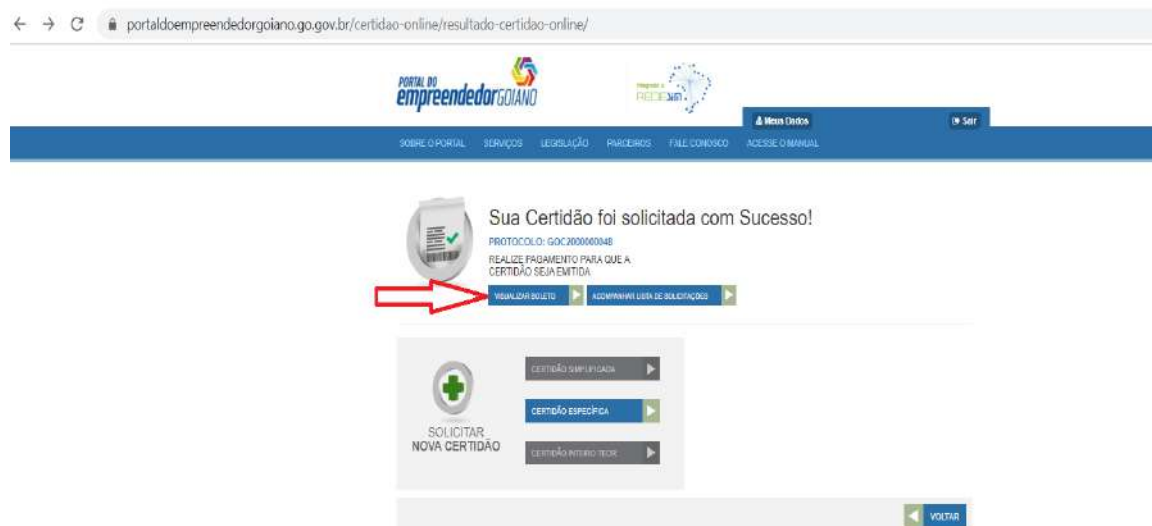 portaldoempreendedorgoiano.go.gov.br/certidao-online/resultado-certidao-online/
PORTAL DO
empreendedorGOIANO
Integrado à
REDESIM
Meus Dados
Sair
SOBRE O PORTAL SERVIÇOS LEGISLAÇÃO PARCEIROS FALE CONOSCO ACESSE O MANUAL
Sua Certidão foi solicitada com Sucesso!
PROTOCOLO: GOC2000000048
REALIZE PAGAMENTO PARA QUE A
CERTIDÃO SEJA EMITIDA
VISUALIZAR BOLETO ACOMPANHAR LISTA DE SOLICITAÇÕES
CERTIDÃO SIMPLIFICADA
CERTIDÃO ESPECÍFICA
SOLICITAR
NOVA CERTIDÃO
CERTIDÃO INTEIRO TEOR
VOLTAR